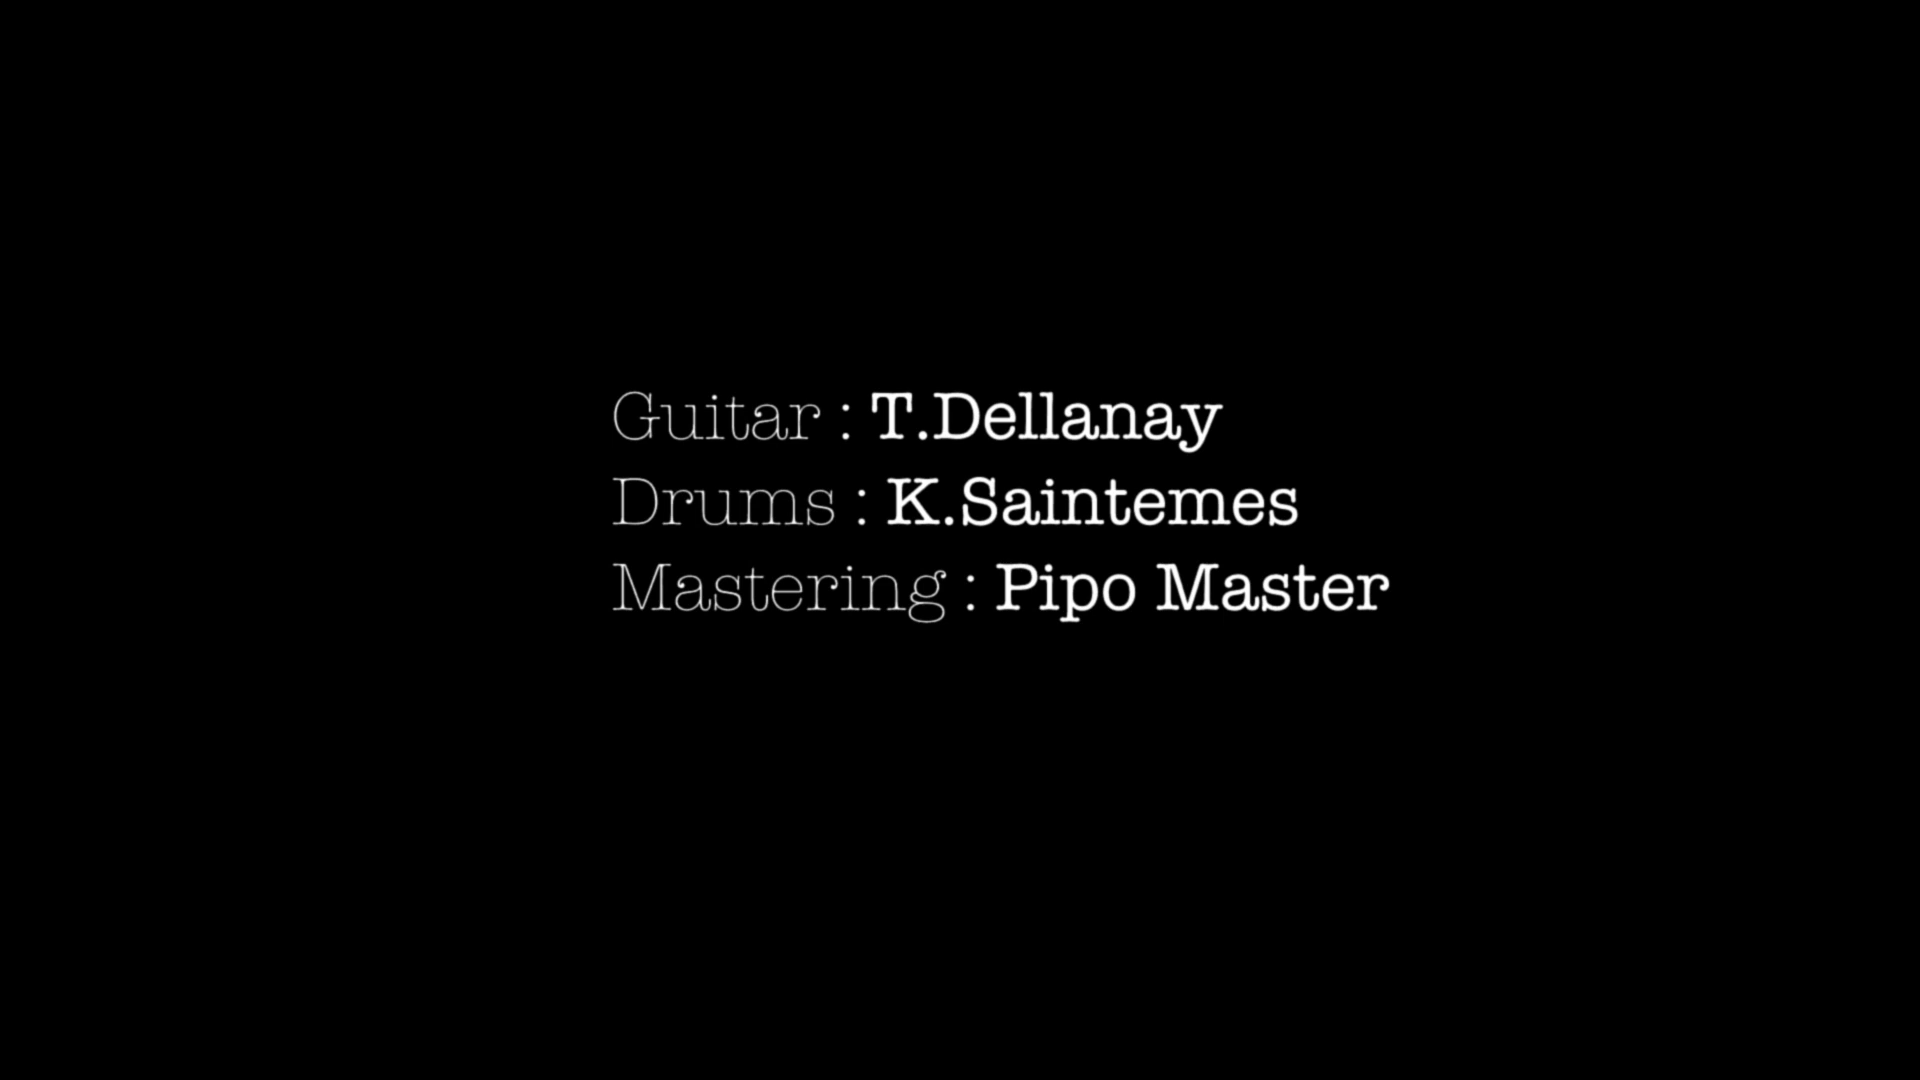 Guitar : T.Dellanay
Drums : K.Saintemes
Mastering : Pipo Master